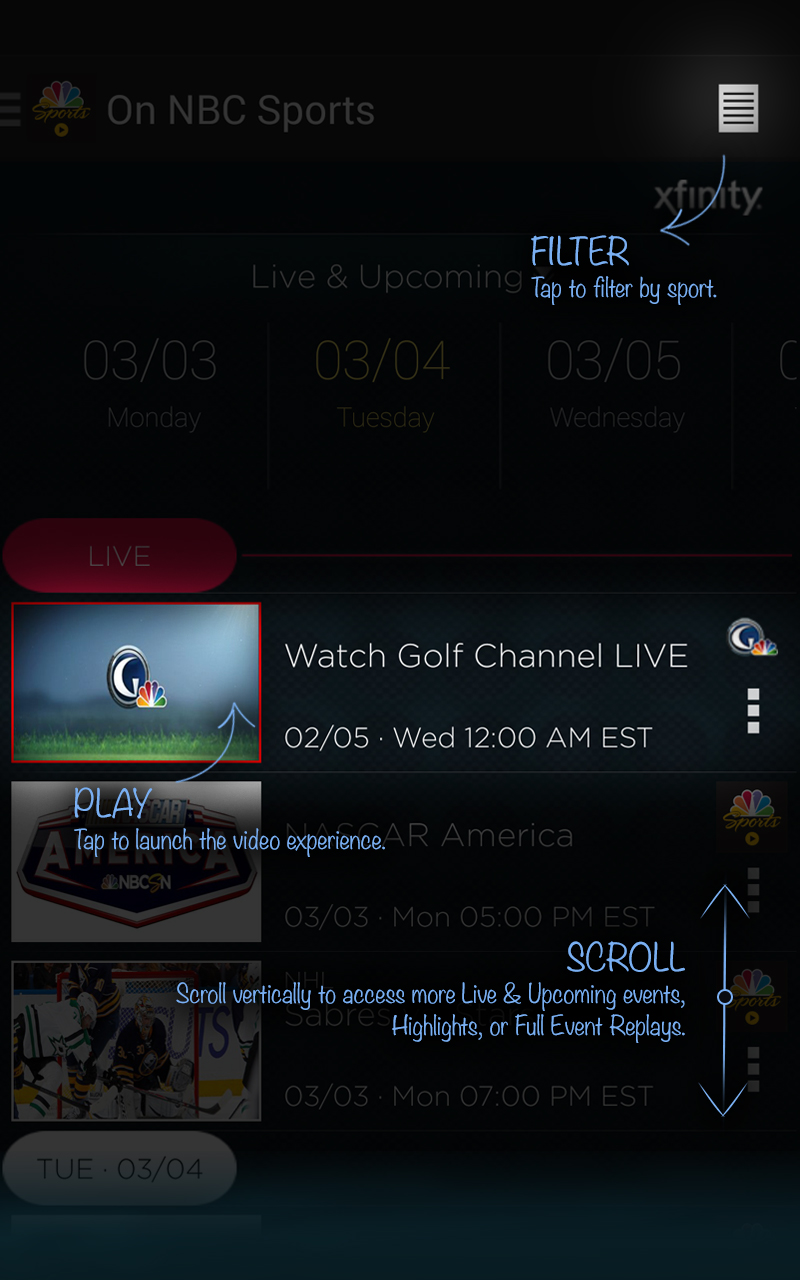 Sports
On NBC Sports
xfinity
FILTER
Tap to filter by sport.
Live & Upcoming
03/03
Monday
03/04
Tuesday
03/05
Wednesday
LIVE
Watch Golf Channel LIVE
02/05 · Wed 12:00 AM EST
PLAY
Tap to launch the video experience.
NASCAR
AMERICA
NBCSN
NASCAR America
Sports
03/03 · Mon 05:00 PM EST
SCROLL
Scroll vertically to access more Live & Upcoming events,
Highlights, or Full Event Replays.
NHL
Sabres
Sports
03/03 · Mon 07:00 PM EST
TUE · 03/04